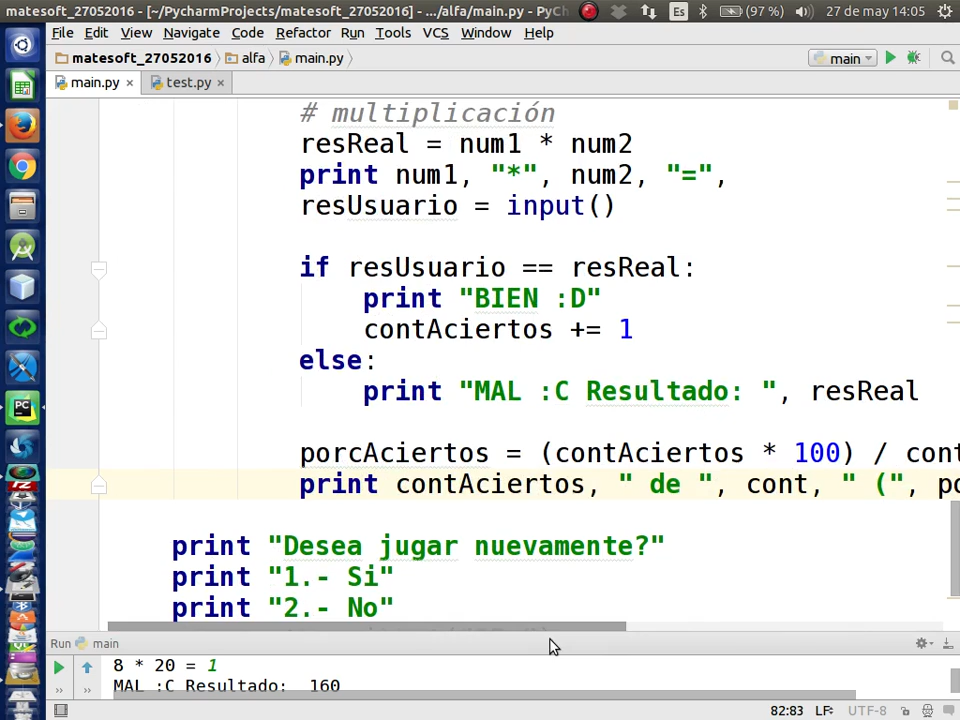 matesoft_27052016 - [~/PycharmProjects/matesoft_27052016] - .../alfa/main.py - PyCh
Es
(97 %)
27 de may 14:05
File Edit View Navigate Code Refactor Run Tools VCS Window Help
matesoft_27052016 alfa main.py
main
main.py × test.py ×
# multiplicación
resReal = num1 * num2
print num1, "*", num2, "=",
resUsuario = input()
if resUsuario == resReal:
print "BIEN :D"
contAciertos += 1
else:
print "MAL :C Resultado: ", resReal
porcAciertos = (contAciertos * 100) / cont
print contAciertos, " de ", cont, " (", po
print "Desea jugar nuevamente?"
print "1.- Si"
print "2.- No"
Run main
8 * 20 = 1
MAL :C Resultado:  160
82:83 LF÷ UTF-8